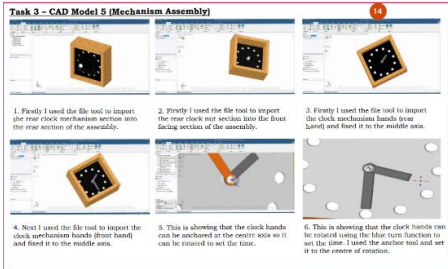 Task 3 – CAD Model 5 (Mechanism Assembly)
14
1. Firstly I used the file tool to import
the rear clock mechanism section into
the rear section of the assembly.
2. Firstly I used the file tool to import
the rear clock nut section into the front
facing section of the assembly.
3. Firstly I used the file tool to import
the clock mechanism hands (rear
hand) and fixed it to the middle axis.
4. Next I used the file tool to import the
clock mechanism hands (front hand)
and fixed it to the middle axis.
5. This is showing that the clock hands
can be anchored at the centre axis so it
can be rotated to set the time.
6. This is showing that the clock hands can
be rotated using the blue turn function to
set the time. I used the anchor tool and set
it to the centre of rotation.